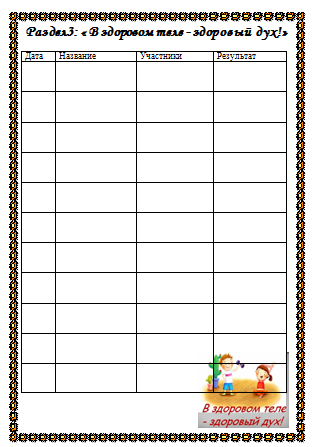 Раздел3: « В здоровом теле - здоровый дух!»
Дата Название Участники Результат
В здоровом теле
- здоровый дух!